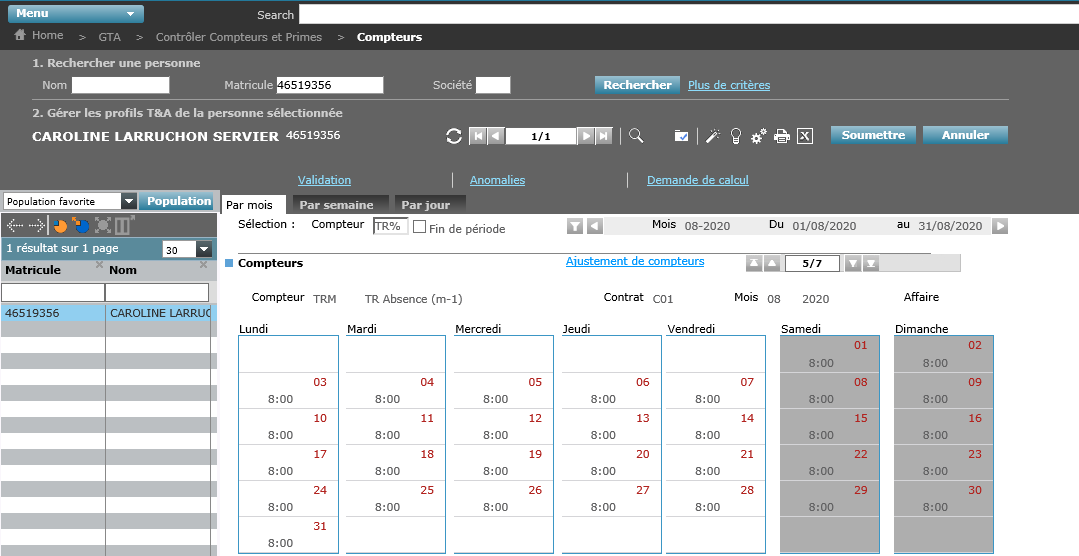 Menu
Search
Home > GTA > Contrôler Compteurs et Primes > Compteurs
1. Rechercher une personne
Nom Matricule 46519356 Société Rechercher Plus de critères
2. Gérer les profils T&A de la personne sélectionnée
CAROLINE LARRUCHON SERVIER 46519356 1/1 Soumettre Annuler
Validation Anomalies Demande de calcul
Population favorite Population
Par mois Par semaine Par jour
Sélection : Compteur TR% Fin de période Mois 08-2020 Du 01/08/2020 au 31/08/2020
1 résultat sur 1 page 30
Compteurs Ajustement de compteurs 5/7
Matricule Nom
46519356 CAROLINE LARRUC
Compteur TRM TR Absence (m-1) Contrat C01 Mois 08 2020 Affaire
Lundi Mardi Mercredi Jeudi Vendredi Samedi Dimanche
01 02
8:00 8:00
03 04 05 06 07 08 09
8:00 8:00 8:00 8:00 8:00 8:00 8:00
10 11 12 13 14 15 16
8:00 8:00 8:00 8:00 8:00 8:00 8:00
17 18 19 20 21 22 23
8:00 8:00 8:00 8:00 8:00 8:00 8:00
24 25 26 27 28 29 30
8:00 8:00 8:00 8:00 8:00 8:00 8:00
31
8:00